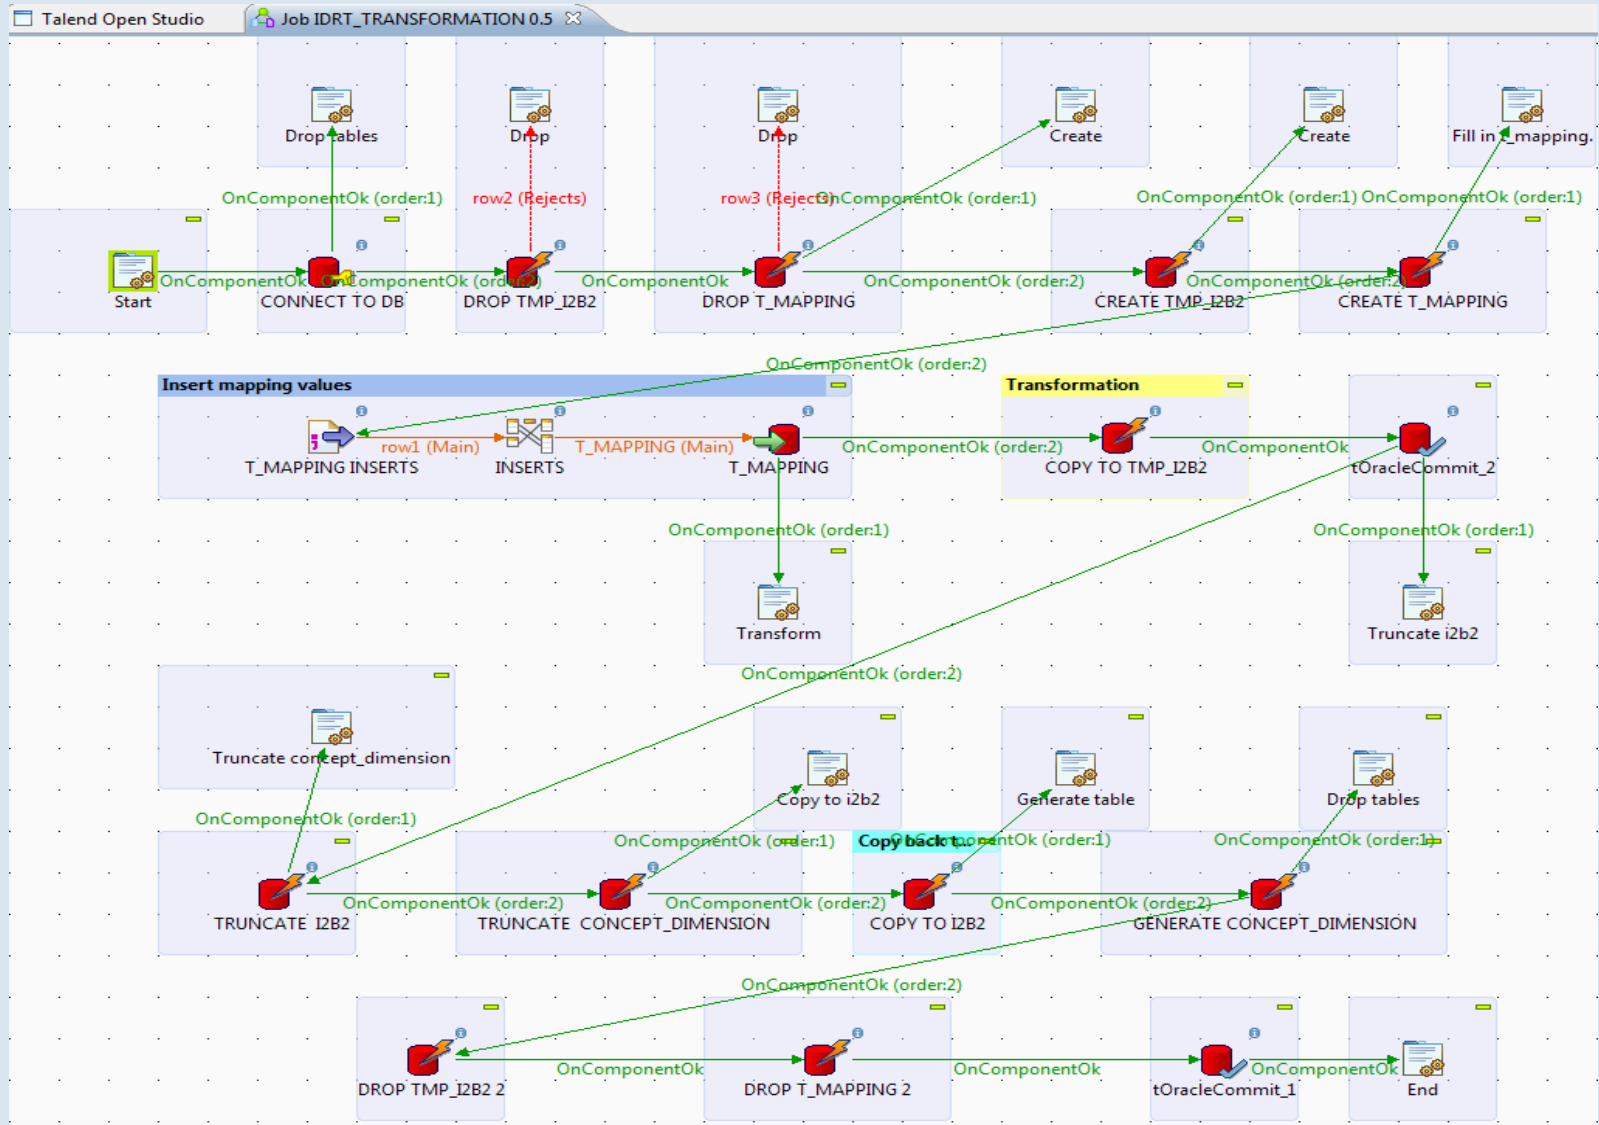 Talend Open Studio
Job IDRT_TRANSFORMATION 0.5
Drop tables
Drop
Drop
Create
Create
Fill in t_mapping.
OnComponentOk (order:1)
row2 (Rejects)
row3 (Rejects)
OnComponentOk (order:1)
OnComponentOk (order:1)
OnComponentOk (order:1)
OnComponentOk
OnComponentOk (order:2)
OnComponentOk
OnComponentOk (order:2)
OnComponentOk (order:2)
Start
CONNECT TO DB
DROP TMP_I2B2
DROP T_MAPPING
CREATE TMP_I2B2
CREATE T_MAPPING
OnComponentOk (order:2)
Insert mapping values
Transformation
row1 (Main)
T_MAPPING (Main)
OnComponentOk (order:2)
OnComponentOk
T_MAPPING INSERTS
INSERTS
T_MAPPING
COPY TO TMP_I2B2
tOracleCommit_2
OnComponentOk (order:1)
OnComponentOk (order:1)
Transform
Truncate i2b2
OnComponentOk (order:2)
Truncate concept_dimension
Copy to i2b2
Generate table
Drop tables
OnComponentOk (order:1)
OnComponentOk (order:1)
Copy back t...
OnComponentOk (order:1)
OnComponentOk (order:1)
OnComponentOk (order:2)
OnComponentOk (order:2)
OnComponentOk (order:2)
TRUNCATE I2B2
TRUNCATE CONCEPT_DIMENSION
COPY TO I2B2
GENERATE CONCEPT_DIMENSION
OnComponentOk (order:2)
OnComponentOk
OnComponentOk
OnComponentOk
DROP TMP_I2B2 2
DROP T_MAPPING 2
tOracleCommit_1
End